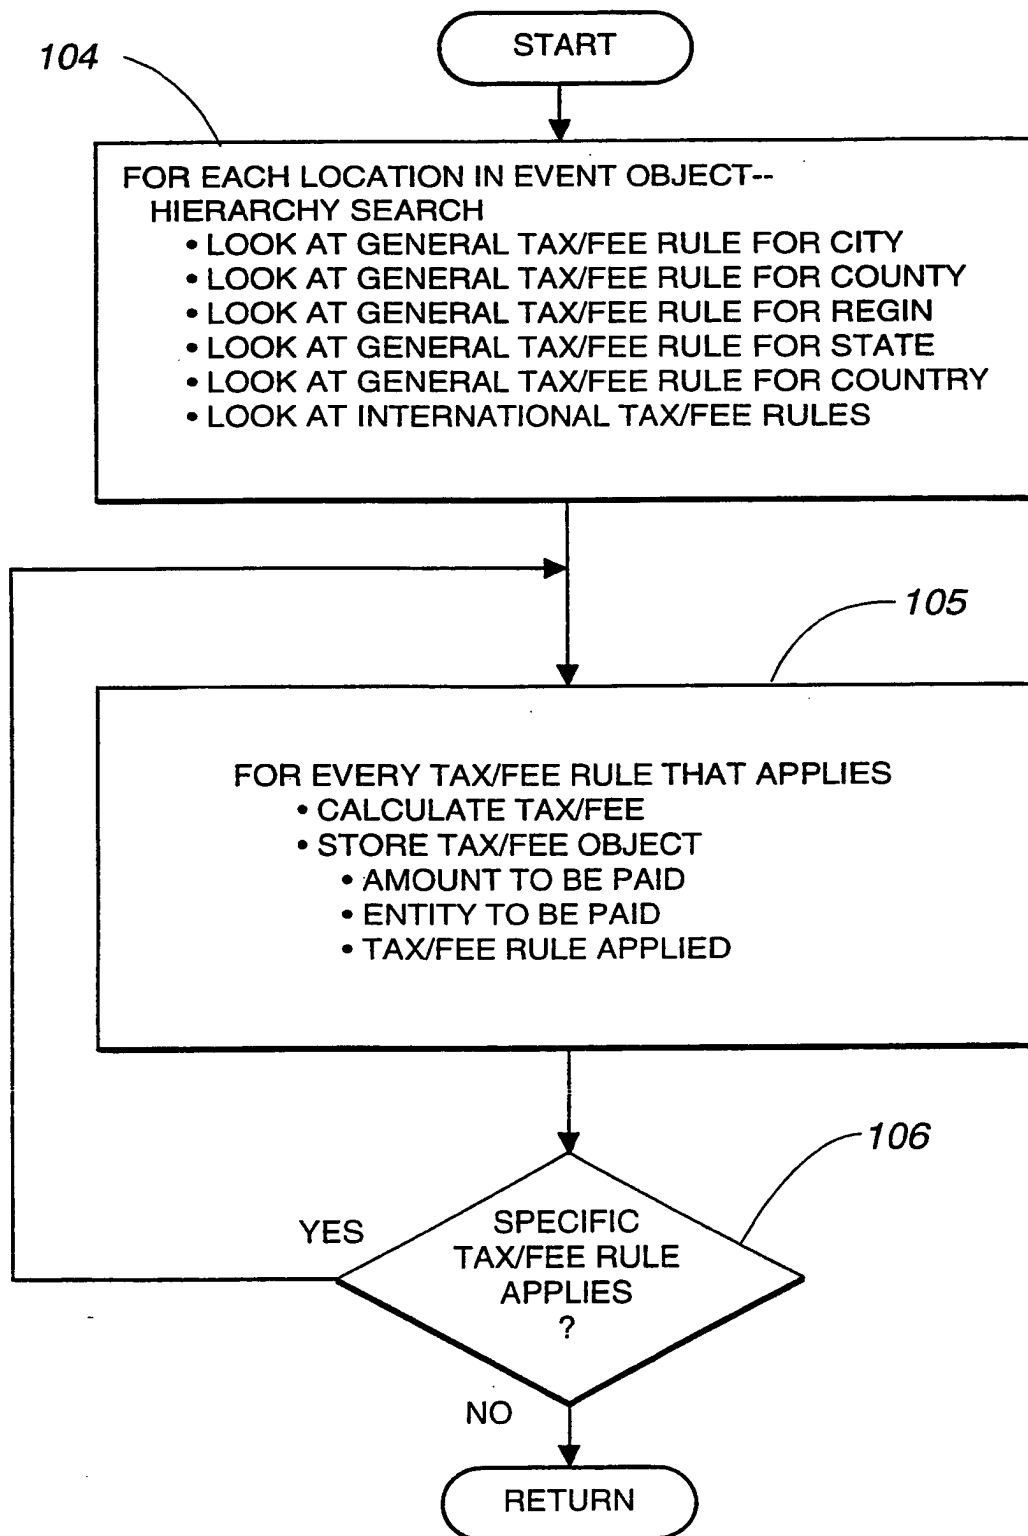 START
104
FOR EACH LOCATION IN EVENT OBJECT--
HIERARCHY SEARCH
• LOOK AT GENERAL TAX/FEE RULE FOR CITY
• LOOK AT GENERAL TAX/FEE RULE FOR COUNTY
• LOOK AT GENERAL TAX/FEE RULE FOR REGIN
• LOOK AT GENERAL TAX/FEE RULE FOR STATE
• LOOK AT GENERAL TAX/FEE RULE FOR COUNTRY
• LOOK AT INTERNATIONAL TAX/FEE RULES
105
FOR EVERY TAX/FEE RULE THAT APPLIES
• CALCULATE TAX/FEE
• STORE TAX/FEE OBJECT
• AMOUNT TO BE PAID
• ENTITY TO BE PAID
• TAX/FEE RULE APPLIED
106
YES
SPECIFIC
TAX/FEE RULE
APPLIES
?
NO
RETURN